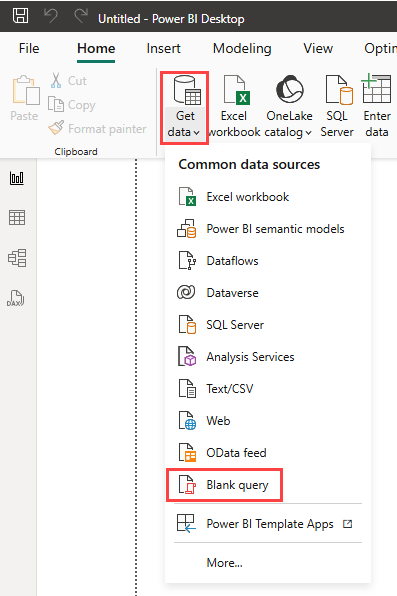 Untitled - Power BI Desktop
File Home Insert Modeling View Optim
Paste
Cut
Copy
Format painter
Clipboard
Get data
Excel workbook
OneLake catalog
SQL Server
Enter data
Common data sources
Excel workbook
Power BI semantic models
Dataflows
Dataverse
SQL Server
Analysis Services
Text/CSV
Web
OData feed
Blank query
Power BI Template Apps
More...
DAX